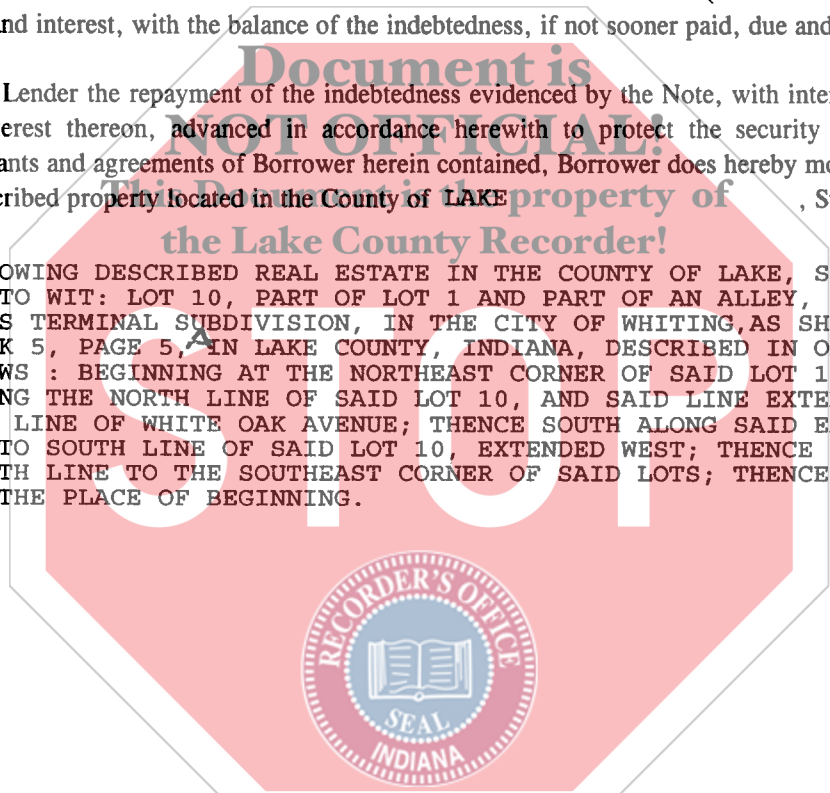 and interest, with the balance of the indebtedness, if not sooner paid, due and
Document is
Lender the repayment of the indebtedness evidenced by the Note, with inte
erest thereon, advanced in accordance herewith to protect the security
NOT OFFICIAL!
ants and agreements of Borrower herein contained, Borrower does hereby mo
cribed property located in the County of LAKE , S
This Document is the property of
the Lake County Recorder!
OWING DESCRIBED REAL ESTATE IN THE COUNTY OF LAKE, S
TO WIT: LOT 10, PART OF LOT 1 AND PART OF AN ALLEY,
S TERMINAL SUBDIVISION, IN THE CITY OF WHITING,AS SH
K 5, PAGE 5,A IN LAKE COUNTY, INDIANA, DESCRIBED IN O
WS : BEGINNING AT THE NORTHEAST CORNER OF SAID LOT 1
NG THE NORTH LINE OF SAID LOT 10, AND SAID LINE EXTE
LINE OF WHITE OAK AVENUE; THENCE SOUTH ALONG SAID E
TO SOUTH LINE OF SAID LOT 10, EXTENDED WEST; THENCE
TH LINE TO THE SOUTHEAST CORNER OF SAID LOTS; THENCE
THE PLACE OF BEGINNING.
STOP
RECORDER'S OFFICE
SEAL
INDIANA